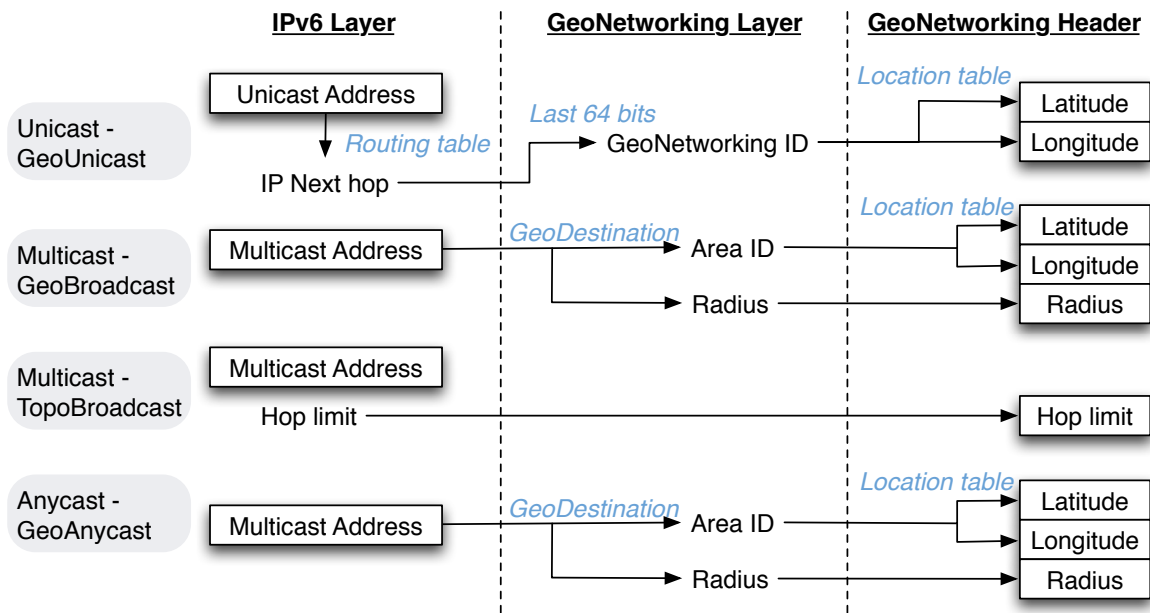 IPv6 Layer
GeoNetworking Layer
GeoNetworking Header
Unicast -
GeoUnicast
Unicast Address
Routing table
IP Next hop
Last 64 bits
GeoNetworking ID
Location table
Latitude
Longitude
Multicast -
GeoBroadcast
Multicast Address
GeoDestination
Area ID
Radius
Location table
Latitude
Longitude
Radius
Multicast -
TopoBroadcast
Multicast Address
Hop limit
Hop limit
Anycast -
GeoAnycast
Multicast Address
GeoDestination
Area ID
Radius
Location table
Latitude
Longitude
Radius